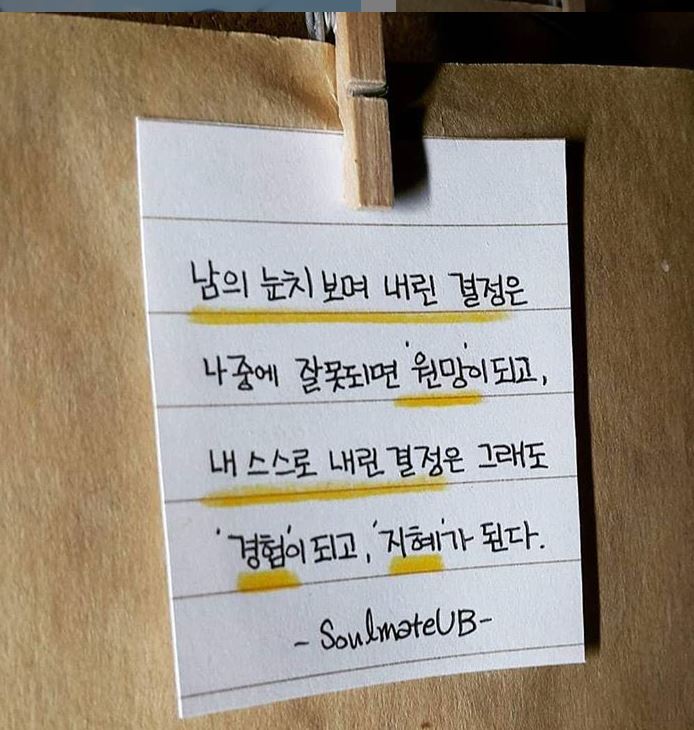 남의 눈치 보며 내린 결정은
나중에 잘못되면 '원망'이 되고,
내 스스로 내린 결정은 그래도
'경험'이 되고, '지혜'가 된다.
- SoulmateUB-